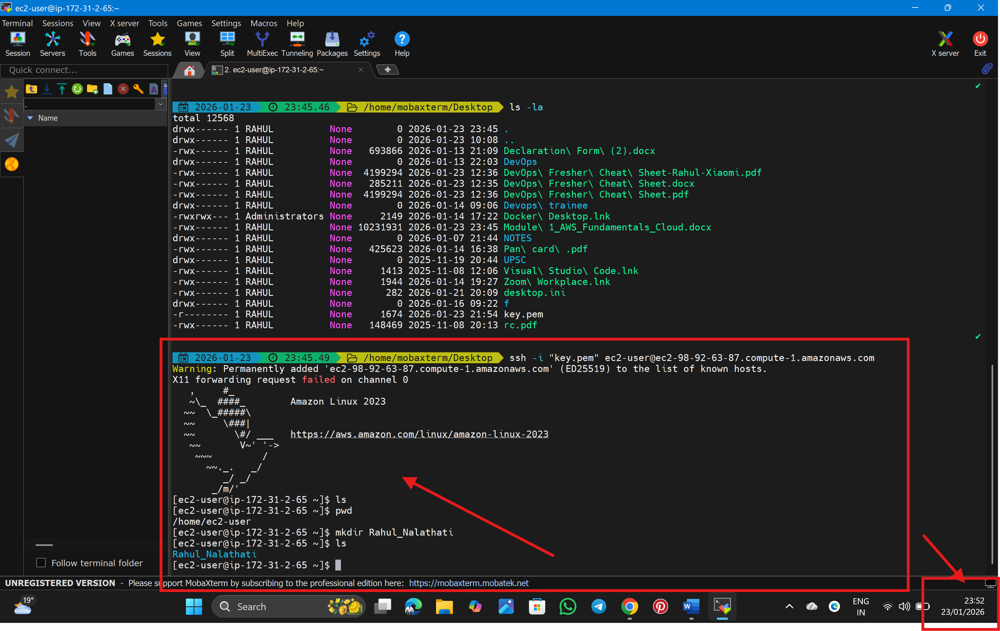 ec2-user@ip-172-31-2-65:~
Terminal Sessions View X server Tools Games Settings Macros Help
Session Servers Tools Games Sessions View Split MultiExec Tunneling Packages Settings Help X server Exit
Quick connect...
2. ec2-user@ip-172-31-2-65:~
.
Name
2026-01-23 23:45.46 /home/mobaxterm/Desktop ls -la
total 12568
drwx------ 1 RAHUL None 0 2026-01-23 23:45 .
drwx------ 1 RAHUL None 0 2026-01-23 10:08 ..
-rwx------ 1 RAHUL None 693866 2026-01-13 21:09 Declaration\ Form\ (2).docx
drwx------ 1 RAHUL None 0 2026-01-13 22:03 DevOps
-rwx------ 1 RAHUL None 4199294 2026-01-23 12:36 DevOps\ Fresher\ Cheat\ Sheet-Rahul-Xiaomi.pdf
-rwx------ 1 RAHUL None 285211 2026-01-23 12:35 DevOps\ Fresher\ Cheat\ Sheet.docx
-rwx------ 1 RAHUL None 4199294 2026-01-23 12:36 DevOps\ Fresher\ Cheat\ Sheet.pdf
drwx------ 1 RAHUL None 0 2026-01-14 09:06 Devops\ trainee
-rwxrwx--- 1 Administrators None 2149 2026-01-14 17:22 Docker\ Desktop.lnk
-rwx------ 1 RAHUL None 10231931 2026-01-23 23:45 Module\ 1_AWS_Fundamentals_Cloud.docx
drwx------ 1 RAHUL None 0 2026-01-07 21:44 NOTES
-rwx------ 1 RAHUL None 425623 2026-01-14 16:38 Pan\ card\ .pdf
drwx------ 1 RAHUL None 0 2025-11-19 20:44 UPSC
-rwx------ 1 RAHUL None 1413 2025-11-08 12:06 Visual\ Studio\ Code.lnk
-rwx------ 1 RAHUL None 1944 2026-01-14 19:27 Zoom\ Workplace.lnk
-rwx------ 1 RAHUL None 282 2026-01-21 20:09 desktop.ini
drwx------ 1 RAHUL None 0 2026-01-16 09:22 f
-r-------- 1 RAHUL None 1674 2026-01-23 21:54 key.pem
-rwx------ 1 RAHUL None 148469 2025-11-08 20:13 rc.pdf
2026-01-23 23:45.49 /home/mobaxterm/Desktop ssh -i "key.pem" ec2-user@ec2-98-92-63-87.compute-1.amazonaws.com
Warning: Permanently added 'ec2-98-92-63-87.compute-1.amazonaws.com' (ED25519) to the list of known hosts.
X11 forwarding request failed on channel 0
   ,     #_
   ~\_  ####_        Amazon Linux 2023
  ~~  \_#####\
  ~~     \###|
  ~~       \#/ ___   https://aws.amazon.com/linux/amazon-linux-2023
   ~~       V~' '->
    ~~~         /
      ~~._.   _/
         _/ _/
       _/m/'
[ec2-user@ip-172-31-2-65 ~]$ ls
[ec2-user@ip-172-31-2-65 ~]$ pwd
/home/ec2-user
[ec2-user@ip-172-31-2-65 ~]$ mkdir Rahul_Nalathati
[ec2-user@ip-172-31-2-65 ~]$ ls
Rahul_Nalathati
[ec2-user@ip-172-31-2-65 ~]$
Follow terminal folder
UNREGISTERED VERSION - Please support MobaXterm by subscribing to the professional edition here: https://mobaxterm.mobatek.net
19°
Search
ENG
IN
23:52
23/01/2026